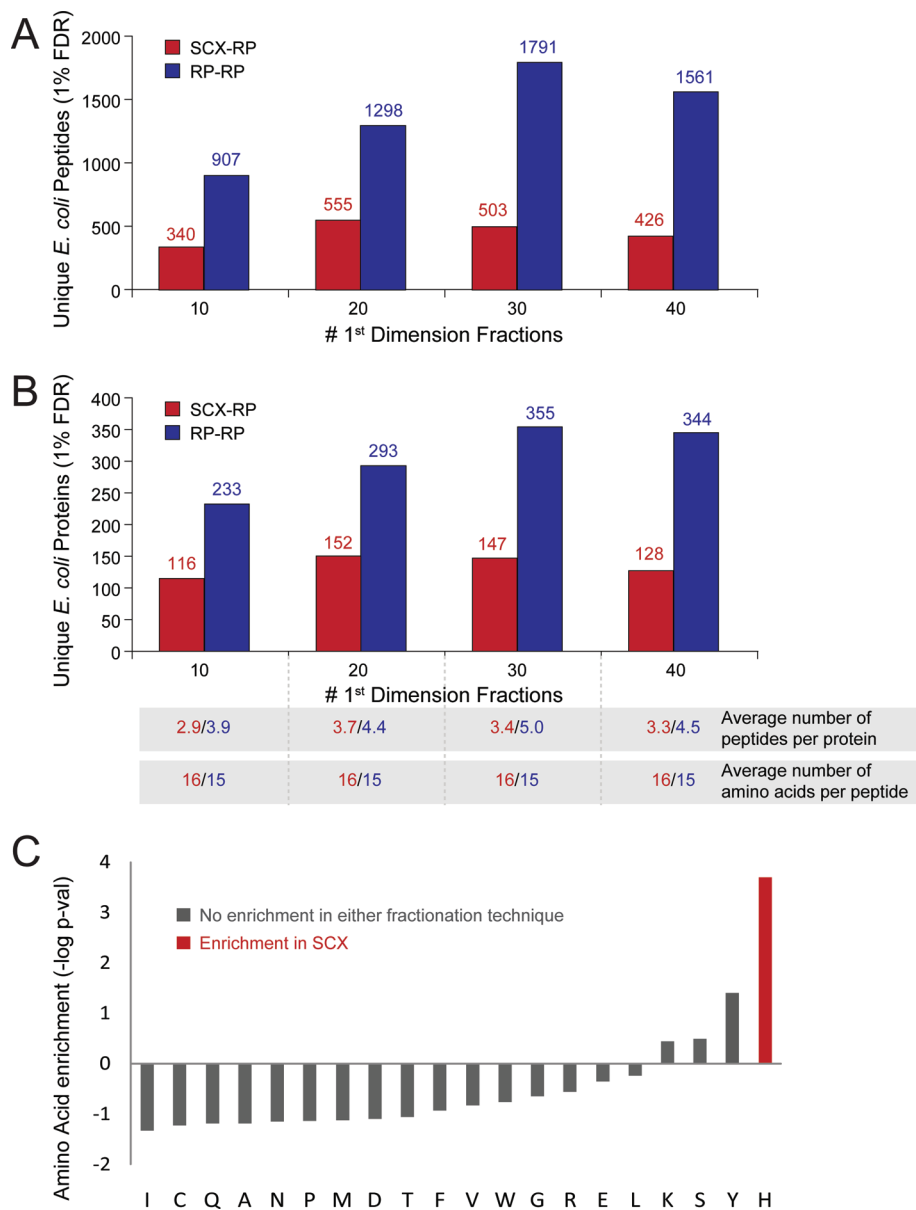 A
Unique E. coli Peptides (1% FDR)
SCX-RP
RP-RP
2000
1500
1000
500
0
340
907
555
1298
503
1791
426
1561
10
20
30
40
# 1st Dimension Fractions
B
Unique E. coli Proteins (1% FDR)
SCX-RP
RP-RP
400
350
300
250
200
150
100
50
0
116
233
152
293
147
355
128
344
10
20
30
40
# 1st Dimension Fractions
2.9/3.9
3.7/4.4
3.4/5.0
3.3/4.5
Average number of
peptides per protein
16/15
16/15
16/15
16/15
Average number of
amino acids per peptide
C
Amino Acid enrichment (-log p-val)
4
3
2
1
0
-1
-2
No enrichment in either fractionation technique
Enrichment in SCX
I C Q A N P M D T F V W G R E L K S Y H